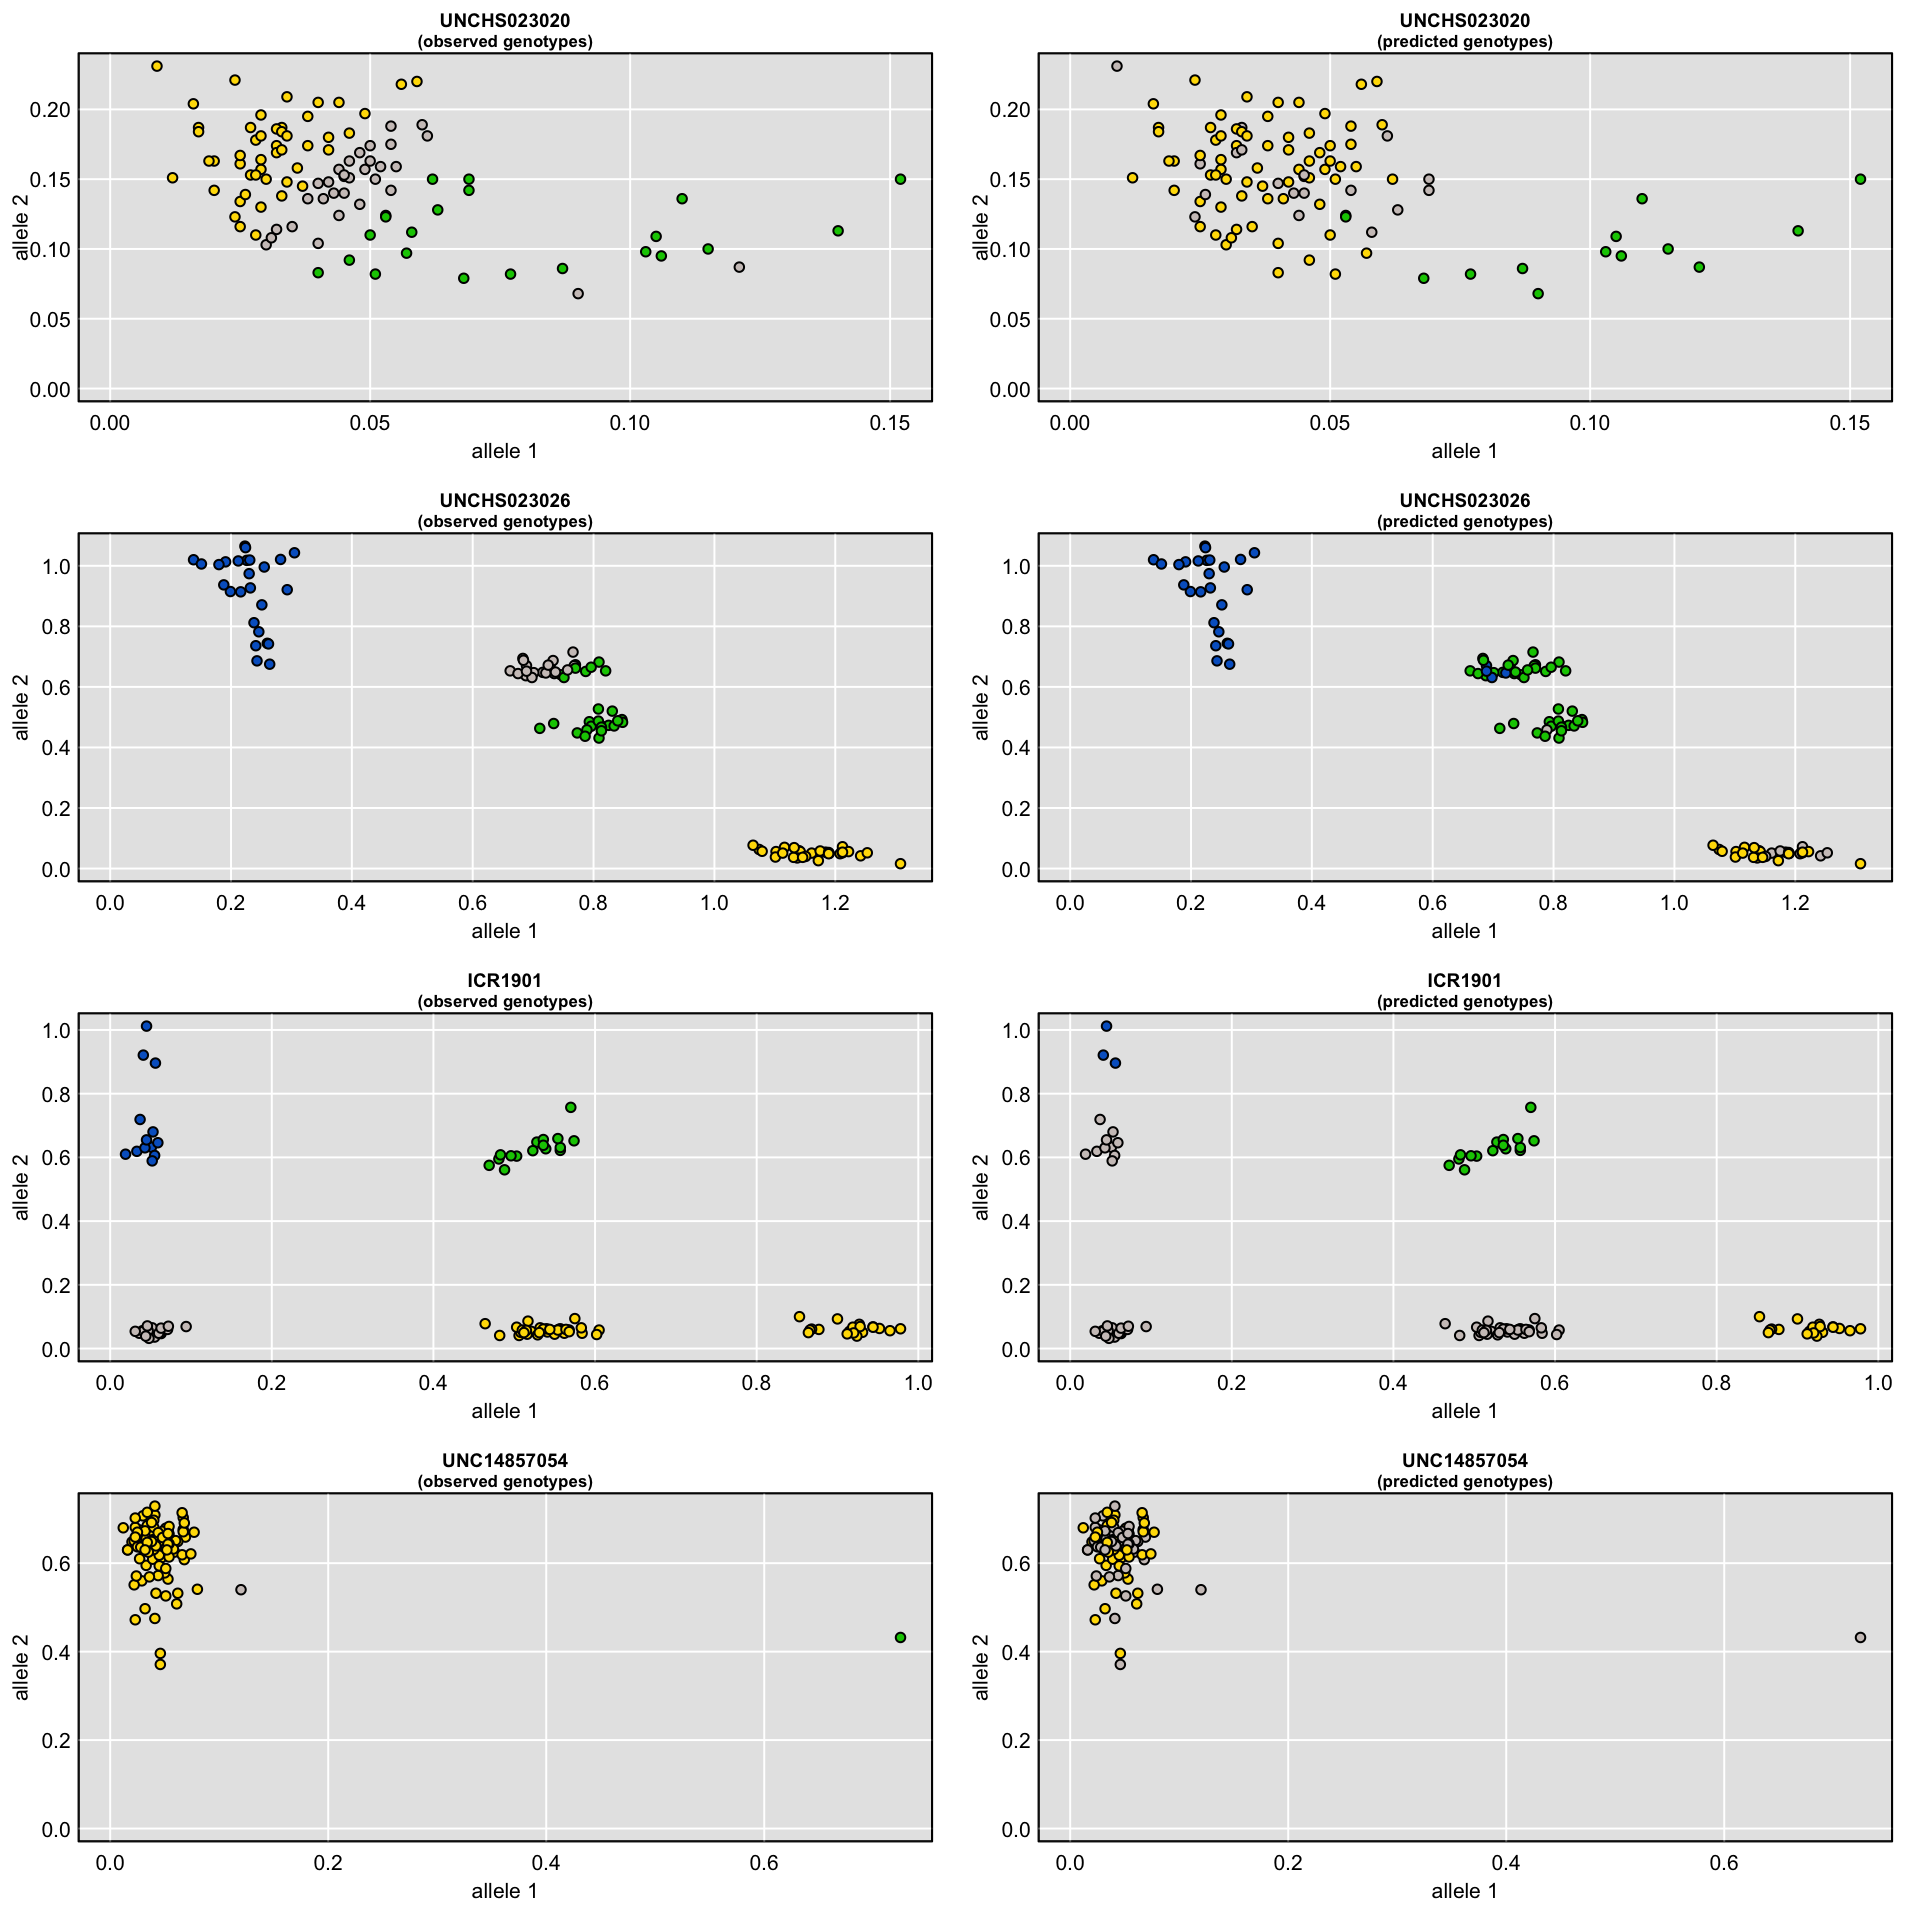 UNCHS023020
(observed genotypes)
allele 2
0.20
0.15
0.10
0.05
0.00
0.00 0.05 0.10 0.15
allele 1
UNCHS023020
(predicted genotypes)
allele 2
0.20
0.15
0.10
0.05
0.00
0.00 0.05 0.10 0.15
allele 1
UNCHS023026
(observed genotypes)
allele 2
1.0
0.8
0.6
0.4
0.2
0.0
0.0 0.2 0.4 0.6 0.8 1.0 1.2
allele 1
UNCHS023026
(predicted genotypes)
allele 2
1.0
0.8
0.6
0.4
0.2
0.0
0.0 0.2 0.4 0.6 0.8 1.0 1.2
allele 1
ICR1901
(observed genotypes)
allele 2
1.0
0.8
0.6
0.4
0.2
0.0
0.0 0.2 0.4 0.6 0.8 1.0
allele 1
ICR1901
(predicted genotypes)
allele 2
1.0
0.8
0.6
0.4
0.2
0.0
0.0 0.2 0.4 0.6 0.8 1.0
allele 1
UNC14857054
(observed genotypes)
allele 2
0.6
0.4
0.2
0.0
0.0 0.2 0.4 0.6
allele 1
UNC14857054
(predicted genotypes)
allele 2
0.6
0.4
0.2
0.0
0.0 0.2 0.4 0.6
allele 1